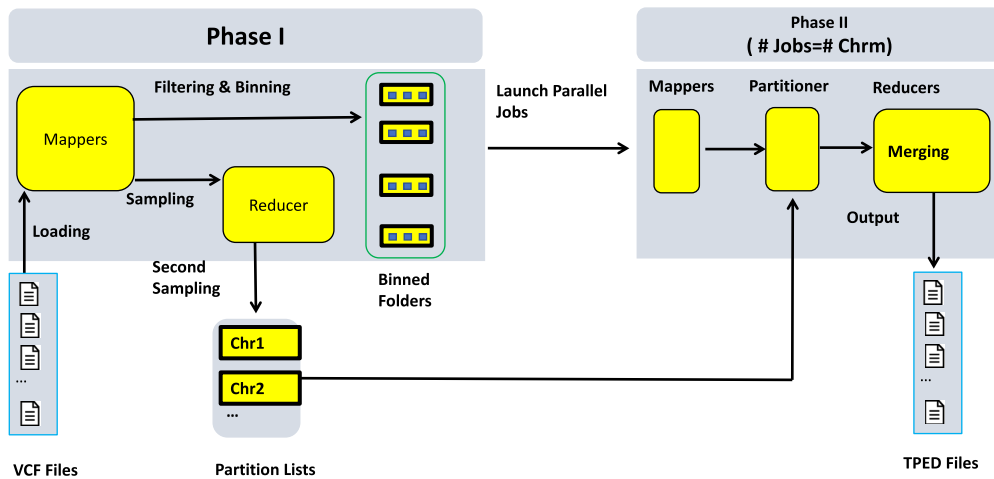 Phase I
Phase II
( # Jobs=# Chrm)
Filtering & Binning
Mappers
Sampling
Reducer
Loading
Second
Sampling
Binned
Folders
Launch Parallel
Jobs
Mappers
Partitioner
Reducers
Merging
Output
Chr1
Chr2
...
...
...
VCF Files
Partition Lists
TPED Files